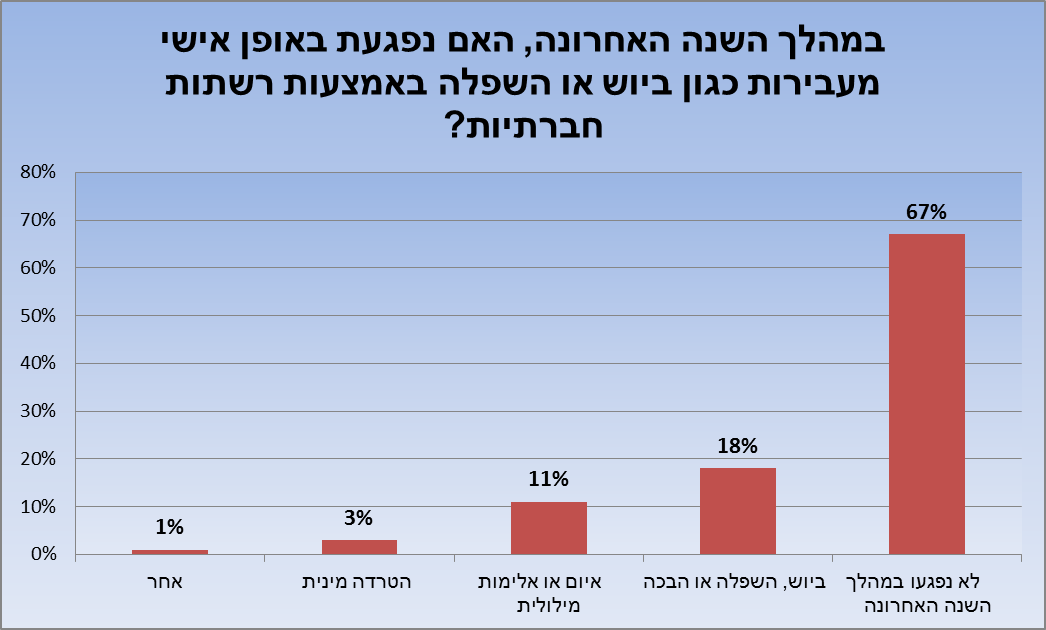 במהלך השנה האחרונה, האם נפגעת באופן אישי
מעבירות כגון ביוש או השפלה באמצעות רשתות
חברתיות?
80%
70%
60%
50%
40%
30%
20%
10%
0%
67%
18%
11%
3%
1%
לא נפגעו במהלך
השנה האחרונה
ביוש, השפלה או הבכה
איום או אלימות
מילולית
הטרדה מינית
אחר